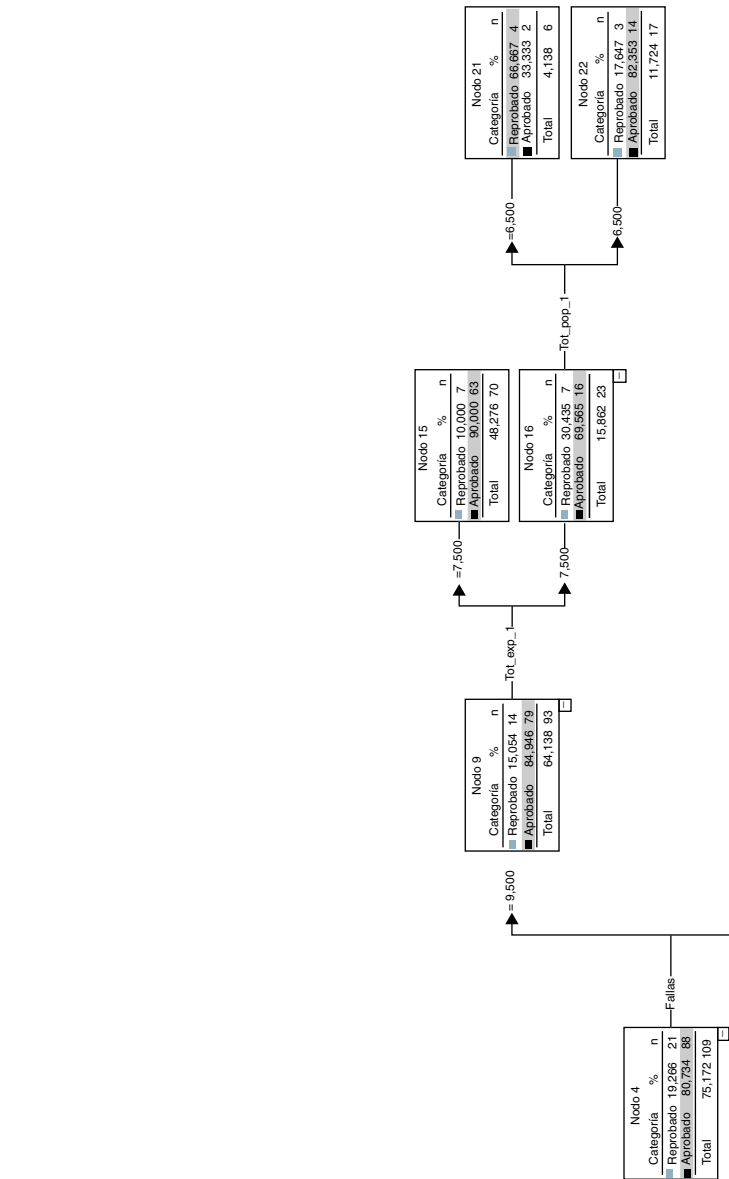 Nodo 4
Categoría % n
Reprobado 19,266 21
Aprobado 80,734 88
Total 75,172 109
Fallas
= 9,500
Nodo 9
Categoría % n
Reprobado 15,054 14
Aprobado 84,946 79
Total 64,138 93
Tot_exp_1
=7,500
7,500
Nodo 15
Categoría % n
Reprobado 10,000 7
Aprobado 90,000 63
Total 48,276 70
Nodo 16
Categoría % n
Reprobado 30,435 7
Aprobado 69,565 16
Total 15,862 23
Tot_pop_1
=6,500
6,500
Nodo 21
Categoría % n
Reprobado 66,667 4
Aprobado 33,333 2
Total 4,138 6
Nodo 22
Categoría % n
Reprobado 17,647 3
Aprobado 82,353 14
Total 11,724 17